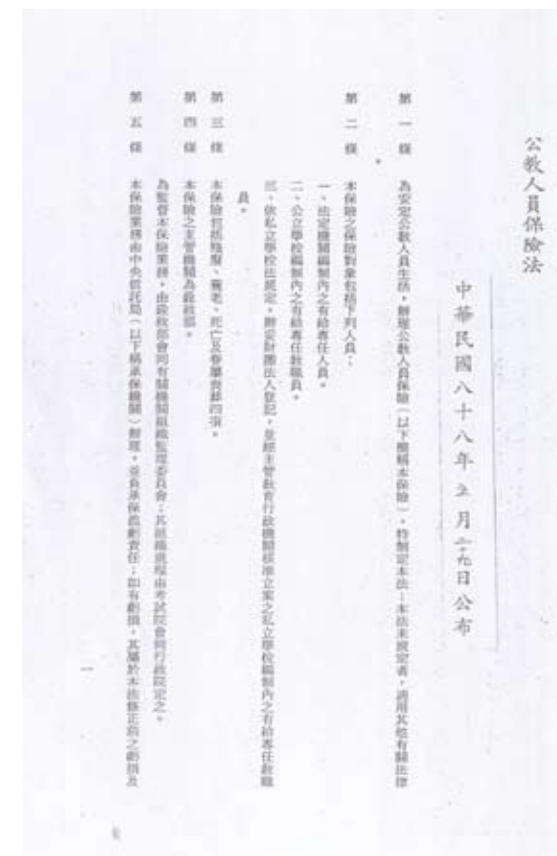 公教人員保險法
中華民國八十八年五月二十九日公布
第一條 為安定公教人員生活，辦理公教人員保險（以下簡稱本保險），特制定本法；本法未規定者，適用其他有關法律
第二條 本保險之保險對象包括下列人員：
一、法定機關編制內之有給專任人員。
二、公立學校編制內之有給專任教職員。
三、依私立學校法規定，辦妥財團法人登記，並經主管教育行政機關核准立案之私立學校編制內之有給專任教職
員。
第三條 本保險包括殘廢、養老、死亡及眷屬喪葬四項。
第四條 本保險之主管機關為銓敘部。
為監督本保險業務，由銓敘部會同有關機關組織監理委員會；其組織規程由考試院會同行政院定之。
第五條 本保險業務由中央信託局（以下稱承保機關）辦理，並負承保盈虧責任；如有虧損，其屬於本法修正前之虧損及
一